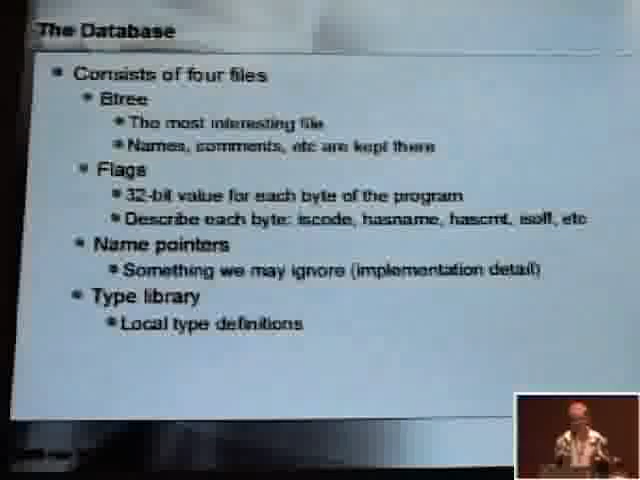 The Database
Consists of four files
Btree
The most interesting file
Names, comments, etc are kept there
Flags
32-bit value for each byte of the program
Describe each byte: iscode, hasname, hascmt, isoff, etc
Name pointers
Something we may ignore (implementation detail)
Type library
Local type definitions